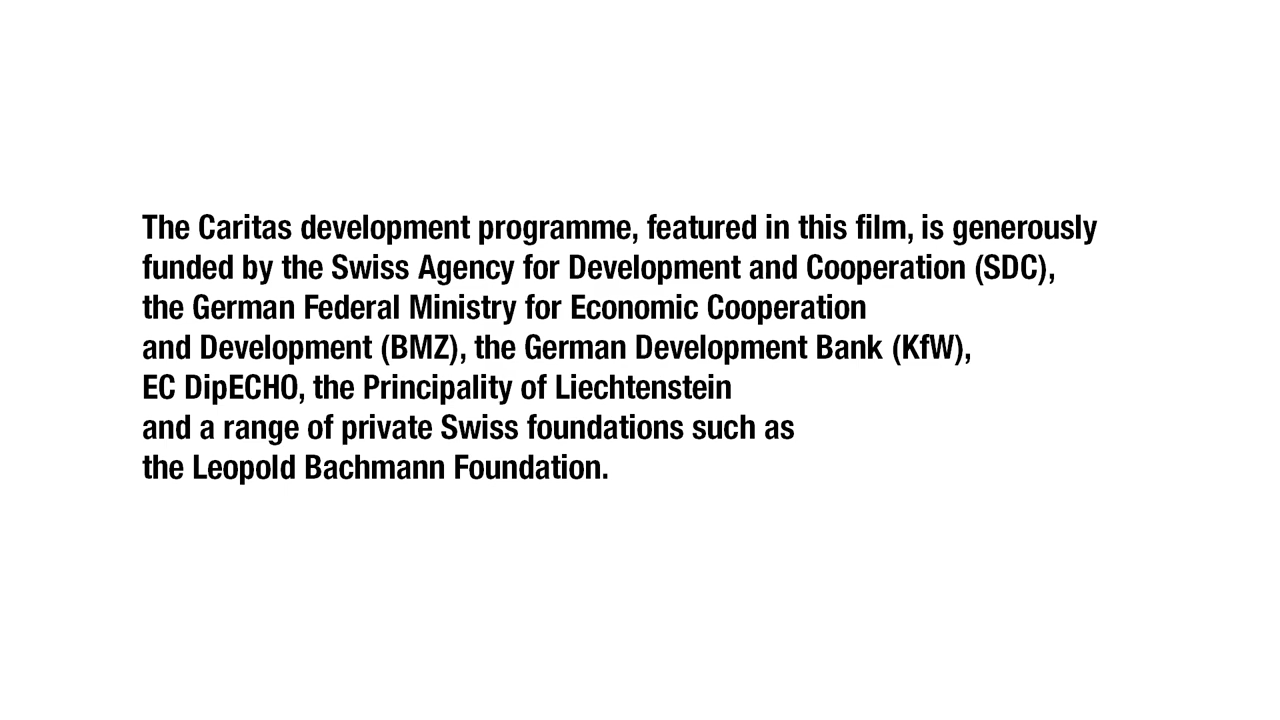 The Caritas development programme, featured in this film, is generously
funded by the Swiss Agency for Development and Cooperation (SDC),
the German Federal Ministry for Economic Cooperation
and Development (BMZ), the German Development Bank (KfW),
EC DipECHO, the Principality of Liechtenstein
and a range of private Swiss foundations such as
the Leopold Bachmann Foundation.